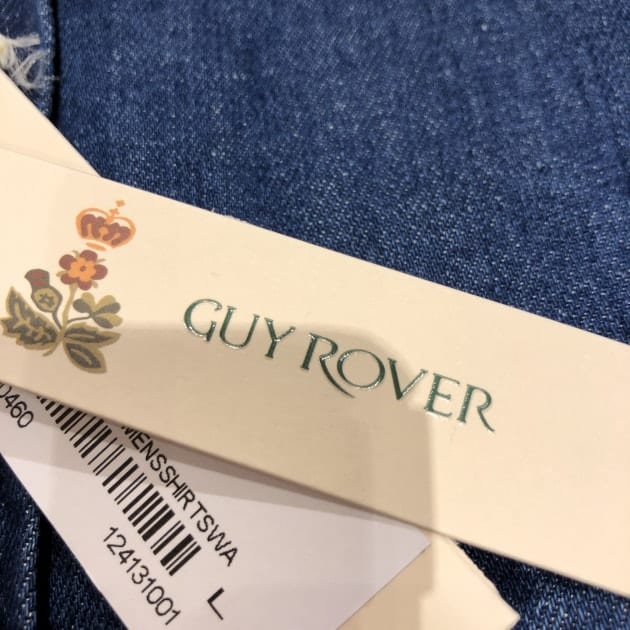 GUY ROVER
0460
MENSSHIRTSWA
124131001
L